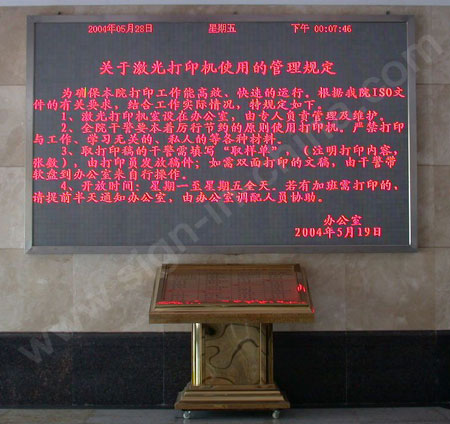 2004年05月28日 星期五 下午 00:07:46
关于激光打印机使用的管理规定
为确保本院打印工作能高效、快速的运行。根据我院ISO文
件的有关要求，结合工作实际情况，特规定如下。
1、激光打印机室设在办公室，由专人负责管理及维护。
2、全院干警要本着厉行节约的原则使用打印机。严禁打印
与工作、学习无关的、私人的等各种材料。
3、取打印稿的干警需填写“取样单”。（注明打印内容，
张数），由打印员发放稿件；如需双面打印的文稿，由干警带
软盘到办公室来自行操作。
4、开放时间：星期一至星期五全天。若有加班需打印的，
请提前半天通知办公室，由办公室调配人员协助。
办公室
2004年5月19日
www.sign-in-china.com